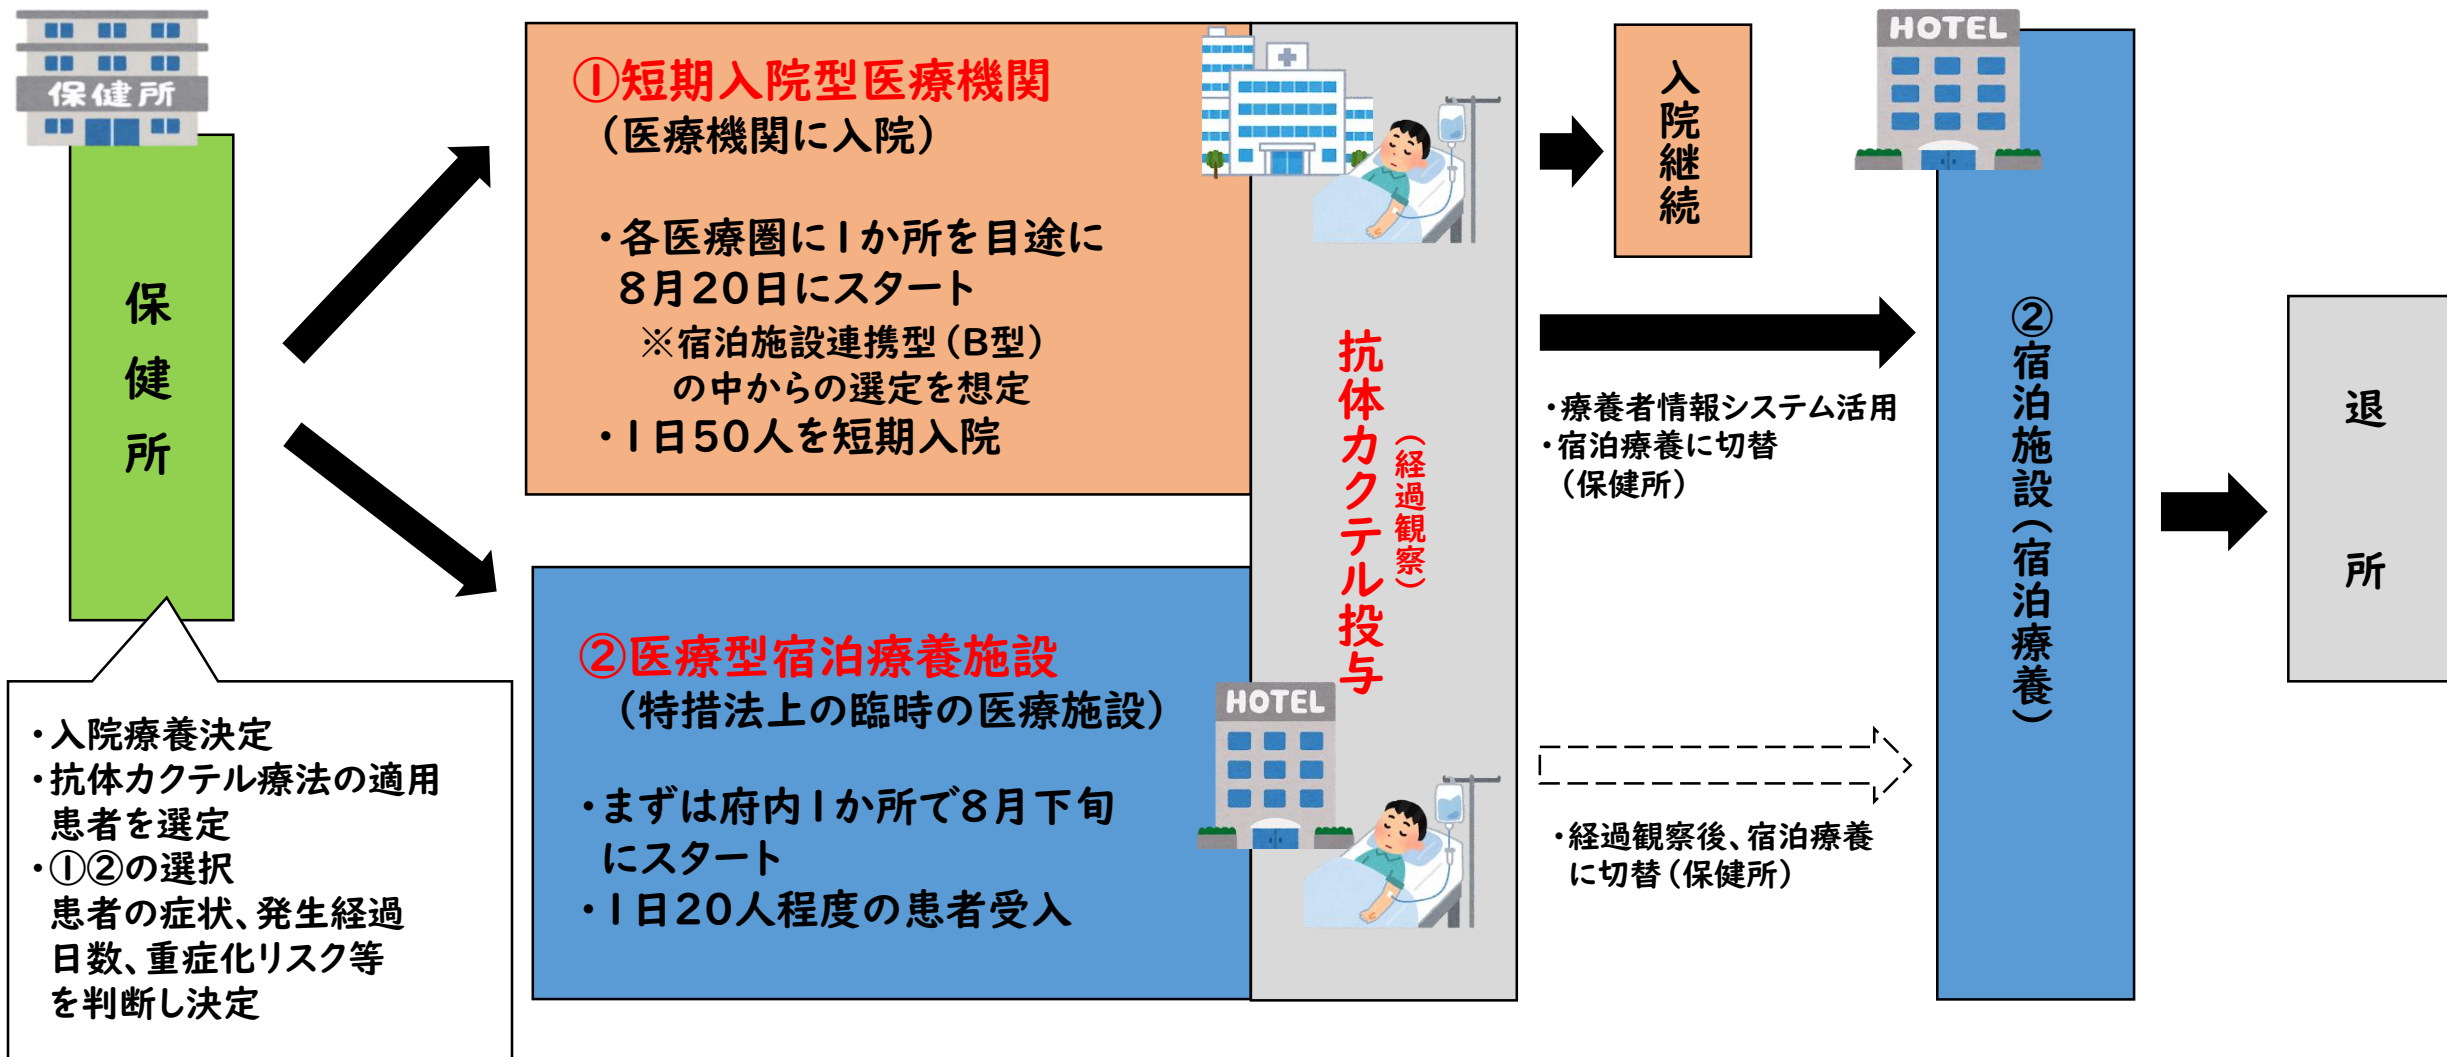 保健所
保
健
所
・入院療養決定
・抗体カクテル療法の適用
患者を選定
・①②の選択
患者の症状、発生経過
日数、重症化リスク等
を判断し決定
①短期入院型医療機関
（医療機関に入院）
・各医療圏に1か所を目途に
8月20日にスタート
※宿泊施設連携型（B型）
の中からの選定を想定
・1日50人を短期入院
②医療型宿泊療養施設
（特措法上の臨時の医療施設）
・まずは府内1か所で8月下旬
にスタート
・1日20人程度の患者受入
HOTEL
抗体カクテル投与
（経過観察）
入院継続
・療養者情報システム活用
・宿泊療養に切替
（保健所）
・経過観察後、宿泊療養
に切替（保健所）
HOTEL
②宿泊施設（宿泊療養）
退
所